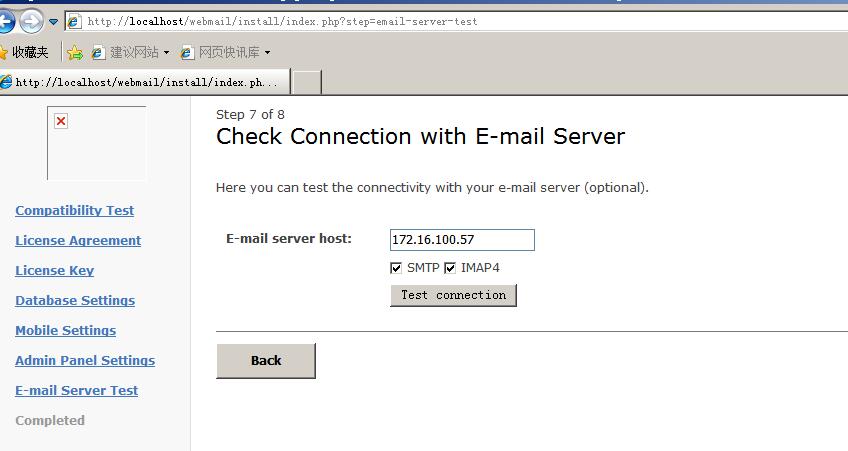 http://localhost/webmail/install/index.php?step=email-server-test
收藏夹 建议网站 网页快讯库
http://localhost/webmail/install/index.ph...
Step 7 of 8
Check Connection with E-mail Server
Here you can test the connectivity with your e-mail server (optional).
Compatibility Test
License Agreement
License Key
Database Settings
Mobile Settings
Admin Panel Settings
E-mail Server Test
Completed
E-mail server host: 172.16.100.57
SMTP IMAP4
Test connection
Back